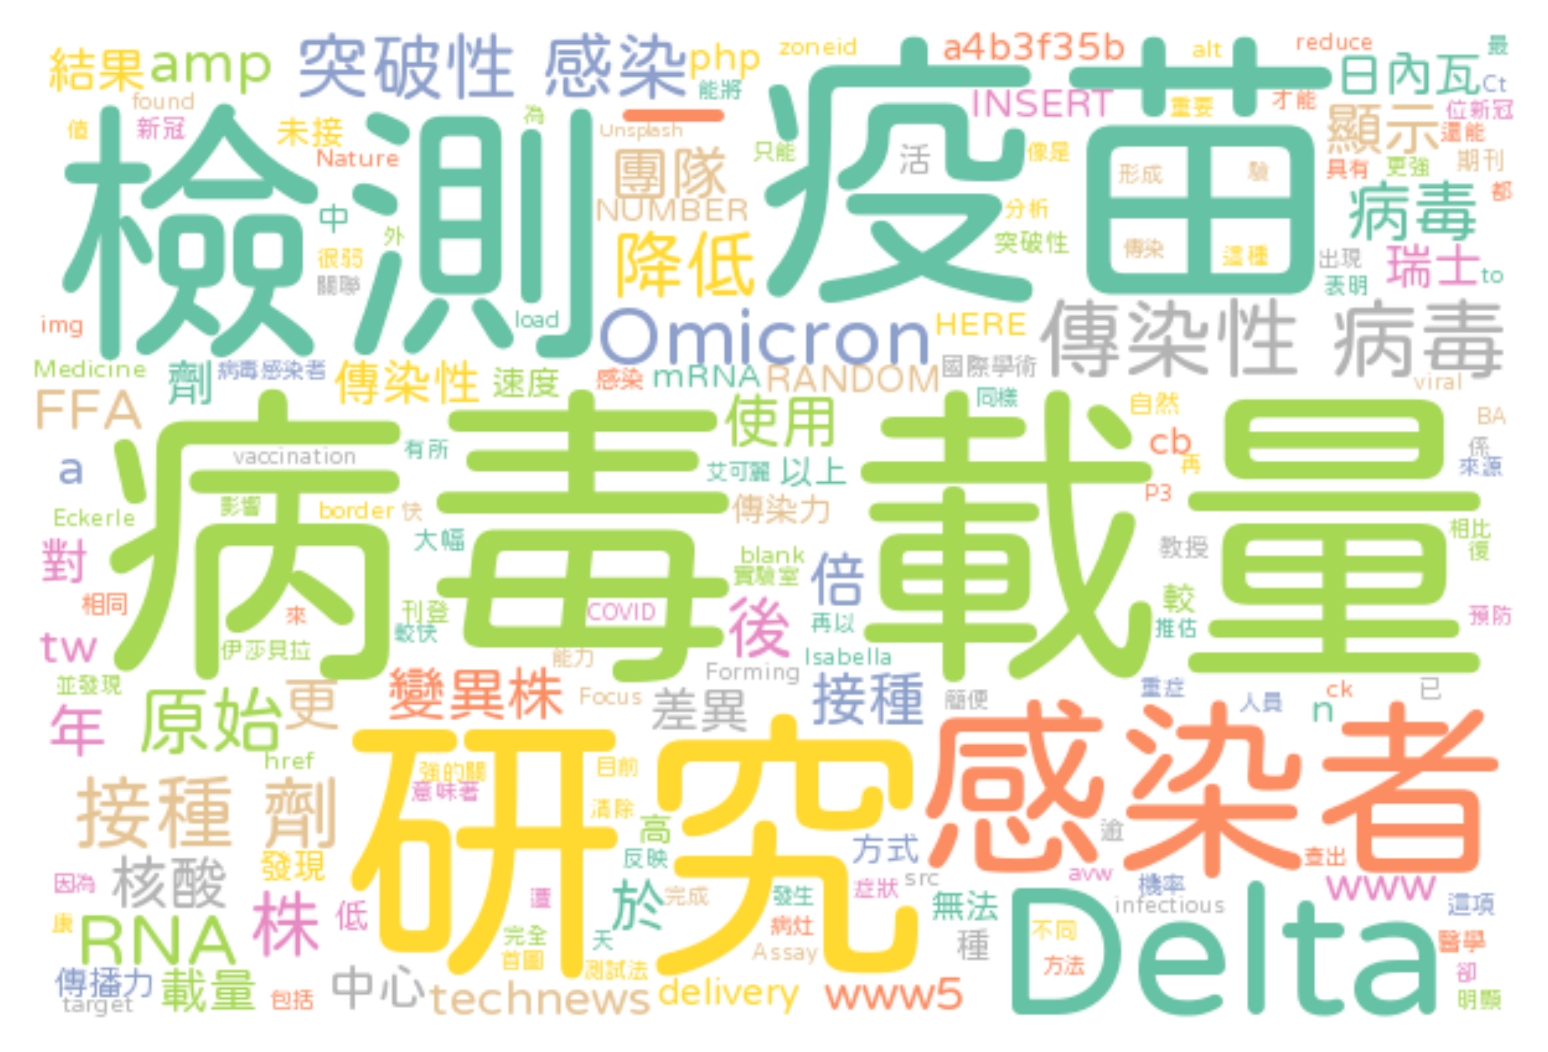 結果
amp
突破性 感染
php
zoneid
a4b3f35b
alt
reduce
最
日內瓦
Ct
found
能將
INSERT
重要
才能
位新冠
值
新冠
未接
為
一
Unsplash
檢測
疫苗
顯示
還能
Nature
團隊
只能
活
像是
形成
驗
具有
更強
期刊
都
病毒
中
外
NUMBER
分析
很弱
降低
突破性
傳染
這種
出現
瑞士
to
關聯
表明
img
load
Omicron
HERE
傳染性 病毒
Medicine
劑
病毒感染者
傳染性
速度
感染
mRNA
RANDOM
國際學術
viral
FFA
使用
同樣
自然
BA
a
vaccination
有所
艾可麗
以上
cb
再
係
來源
病毒載量
Eckerle
影響
border
快
傳染力
P3
大幅
相比
復
對
blank
實驗室
倍
教授
相同
來
刊登
COVID
後
再以
較
預防
tw
伊莎貝拉
較快
能力
Isabella
推估
並發現
Forming
年
原始
更
變異株
Focus
差異
接種
簡便
重症
人員
ck
n
已
href
強的關
意味著
目前
研究
感染者
接種 劑
清除
高
逾
反映
方式
查出
核酸
發現
因為
src
avw
機率
www
株
低
遭
於
完成
發生
症狀
無法
infectious
這項
康
RNA
完全
天
病灶
種
不同
Delta
醫學
首圖
Assay
方法
卻
傳播力
載量
包括
中心
測試法
target
technews
delivery
www5
明顯